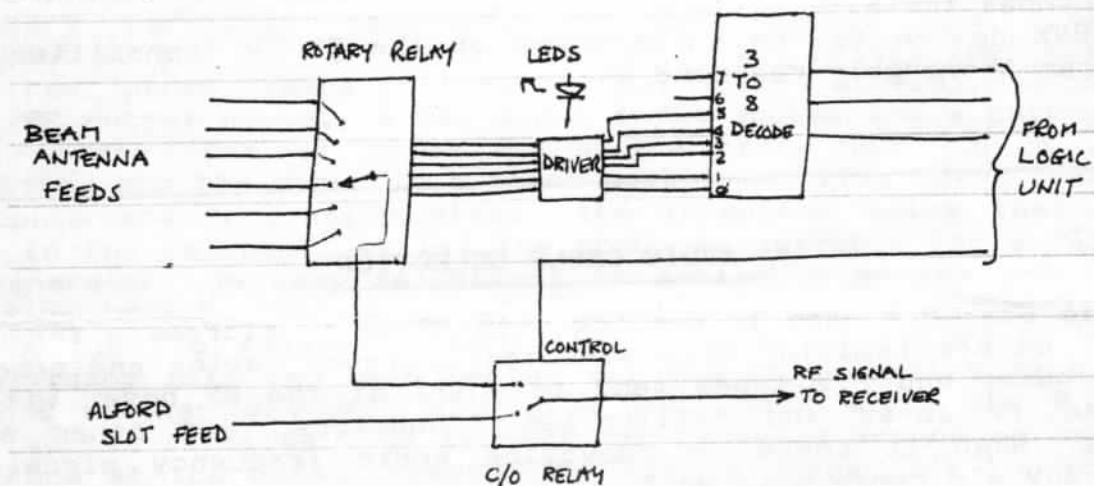 ROTARY RELAY
LEDS
3
TO
8
DECODE
7
6
5
4
3
2
1
0
BEAM
ANTENNA
FEEDS
DRIVER
FROM
LOGIC
UNIT
CONTROL
RF SIGNAL
TO RECEIVER
ALFORD
SLOT FEED
C/O RELAY